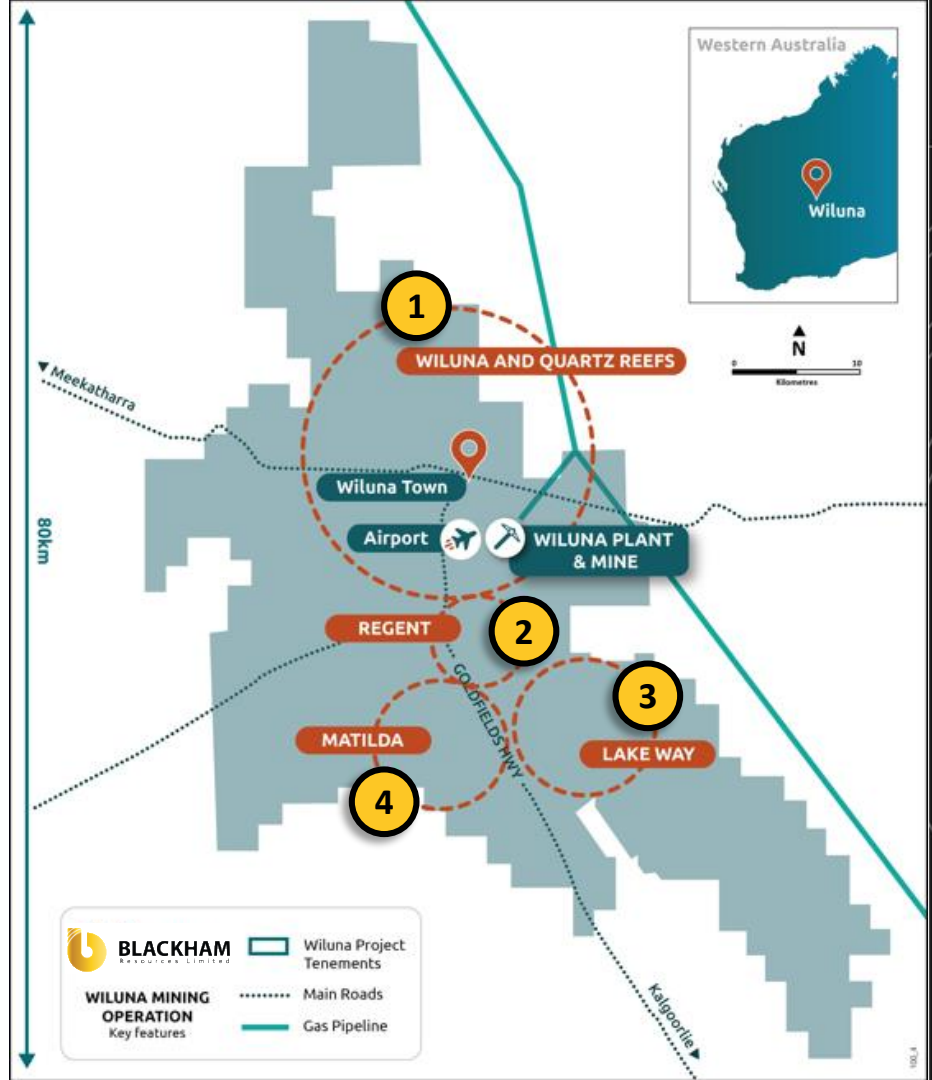 Western Australia
Wiluna
N
0 10
Kilometres
1
WILUNA AND QUARTZ REEFS
◀ Meekatharra
Wiluna Town
Airport
WILUNA PLANT
& MINE
80km
REGENT
2
3
GOLDFIELDS HWY
MATILDA
LAKE WAY
4
BLACKHAM
Resources Limited
WILUNA MINING
OPERATION
Key features
Wiluna Project
Tenements
Main Roads
Gas Pipeline
Kalgoorlie ▶
100_4